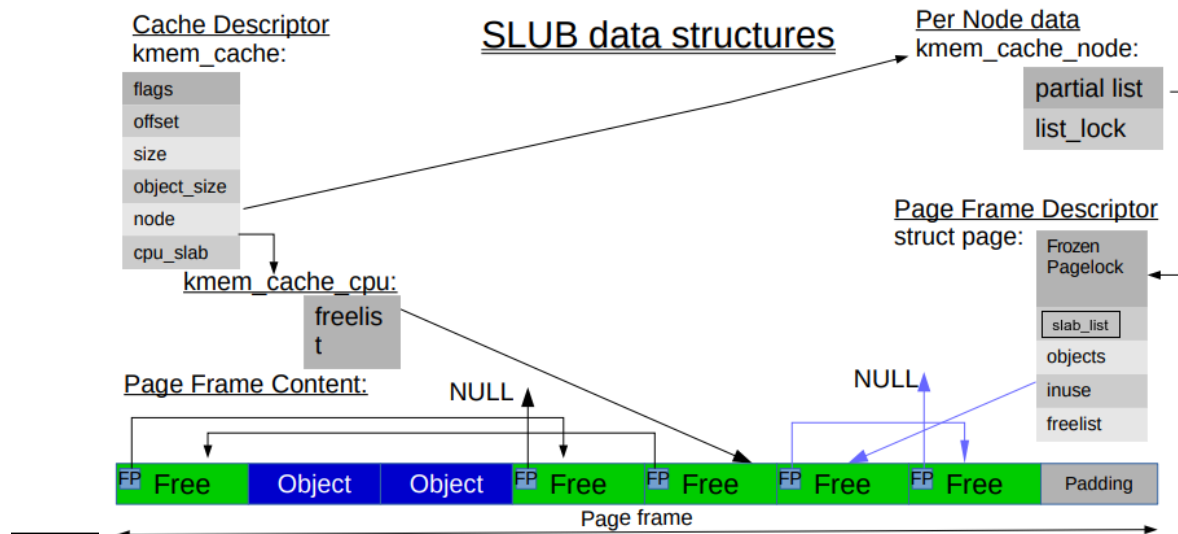 SLUB data structures
Cache Descriptor
kmem_cache:
flags
offset
size
object_size
node
cpu_slab
kmem_cache_cpu:
freelis
t
Per Node data
kmem_cache_node:
partial list
list_lock
Page Frame Descriptor
struct page:
Frozen
Pagelock
slab_list
objects
inuse
freelist
Page Frame Content:
NULL
NULL
FP Free
Object
Object
FP Free
FP Free
FP Free
FP Free
Padding
Page frame